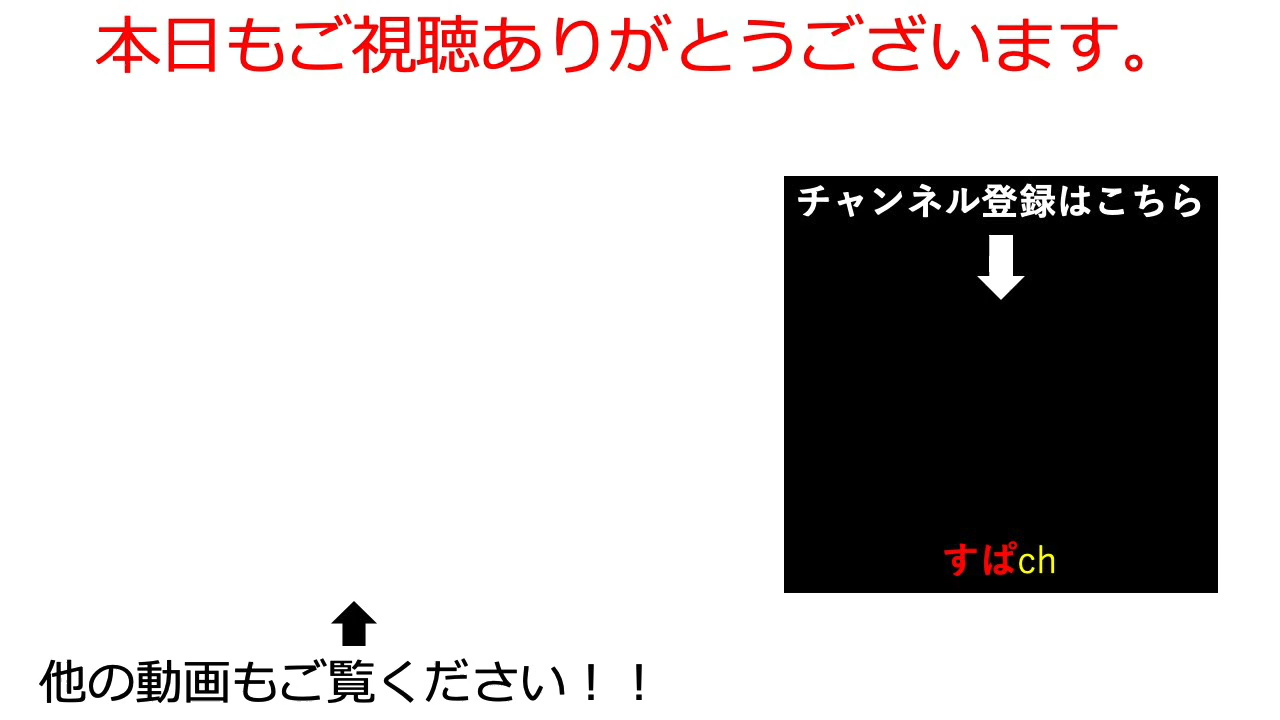 本日もご視聴ありがとうございます。
チャンネル登録はこちら
すぱch
他の動画もご覧ください！！